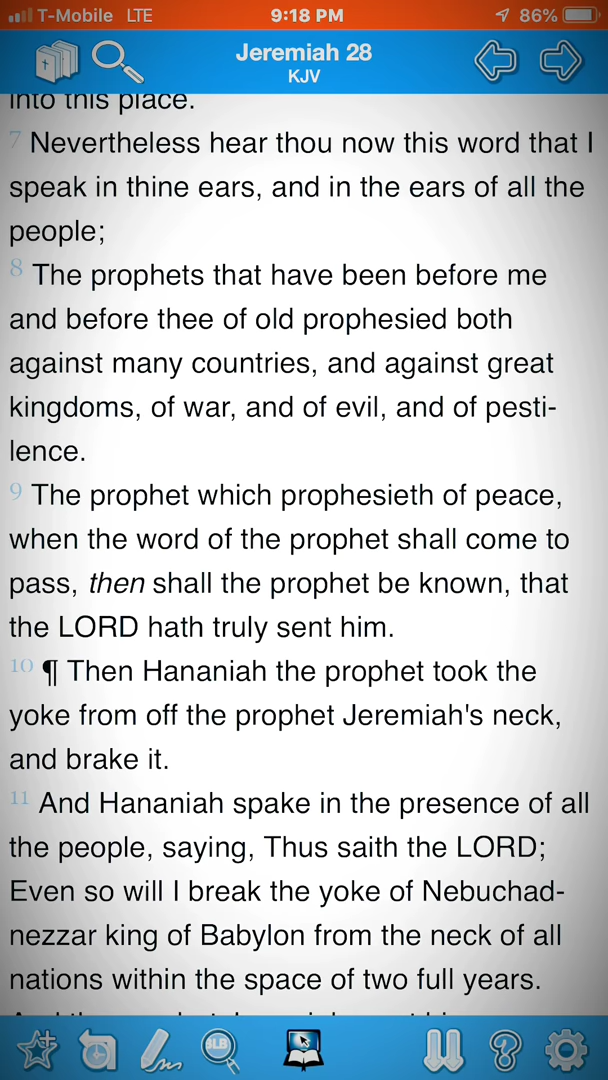 T-Mobile LTE 9:18 PM 86%
Jeremiah 28
KJV
into this place.
7 Nevertheless hear thou now this word that I
speak in thine ears, and in the ears of all the
people;
8 The prophets that have been before me
and before thee of old prophesied both
against many countries, and against great
kingdoms, of war, and of evil, and of pesti-
lence.
9 The prophet which prophesieth of peace,
when the word of the prophet shall come to
pass, then shall the prophet be known, that
the LORD hath truly sent him.
10 ¶ Then Hananiah the prophet took the
yoke from off the prophet Jeremiah's neck,
and brake it.
11 And Hananiah spake in the presence of all
the people, saying, Thus saith the LORD;
Even so will I break the yoke of Nebuchad-
nezzar king of Babylon from the neck of all
nations within the space of two full years.
BLB